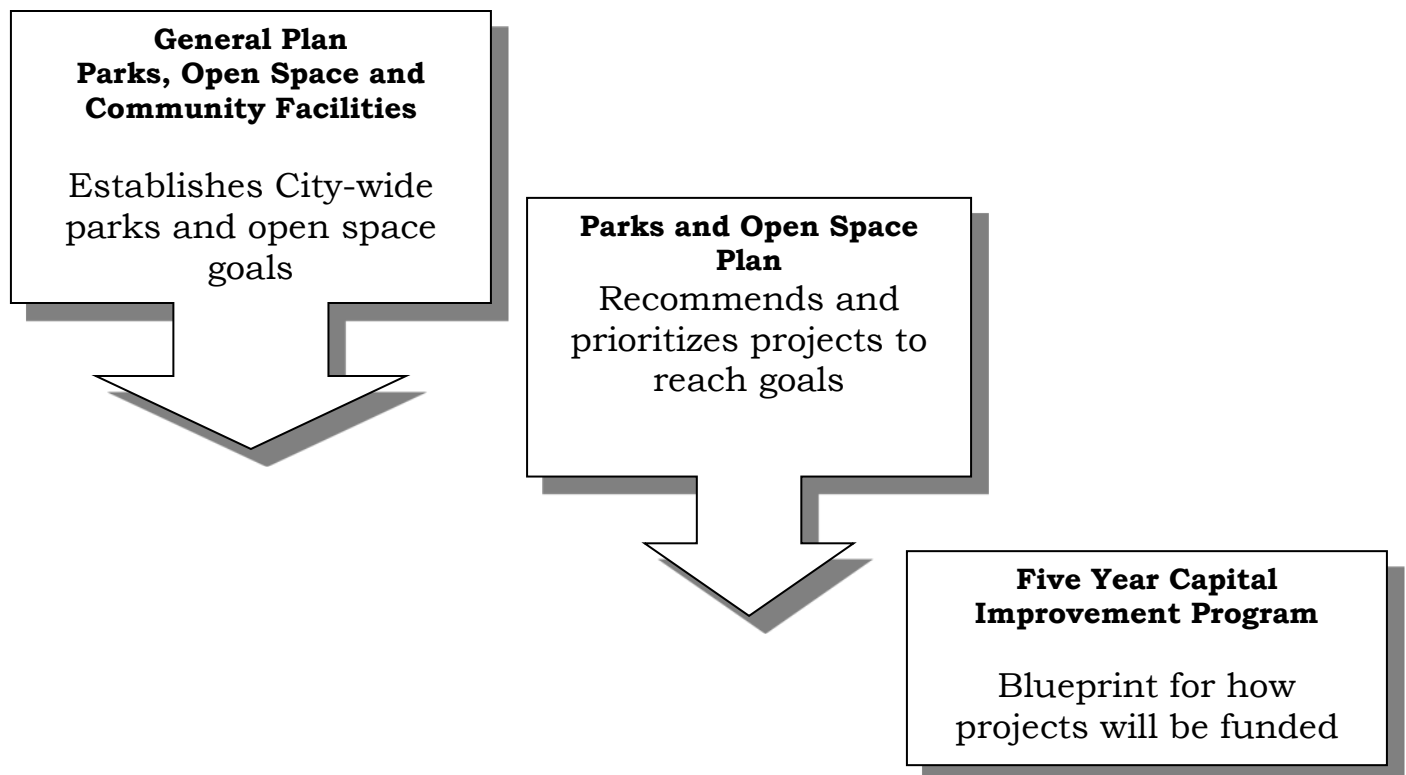 General Plan
Parks, Open Space and
Community Facilities
Establishes City-wide
parks and open space
goals
Parks and Open Space
Plan
Recommends and
prioritizes projects to
reach goals
Five Year Capital
Improvement Program
Blueprint for how
projects will be funded